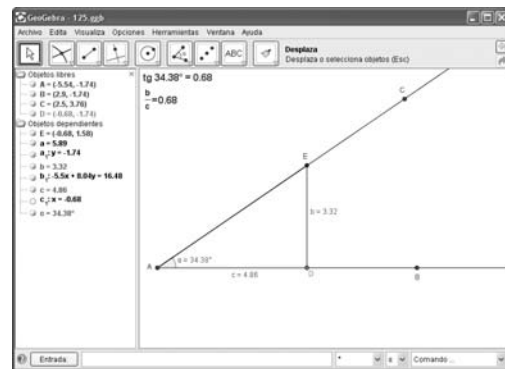 GeoGebra - 125.ggb
Archivo Edita Visualiza Opciones Herramientas Ventana Ayuda
ABC
Desplaza
Desplaza o selecciona objetos (Esc)
Objetos libres
A = (-5.54, -1.74)
B = (2.9, -1.74)
C = (2.5, 3.76)
D = (-0.68, -1.74)
Objetos dependientes
E = (-0.68, 1.58)
a = 5.89
a₁: y = -1.74
b = 3.32
b₁: -5.5x + 8.04y = 16.48
c = 4.86
c₁: x = -0.68
α = 34.38°
tg 34.38° = 0.68
b
c
=0.68
C
E
b = 3.32
α = 34.38°
A
c = 4.86
D
B
Entrada:
Comando ...